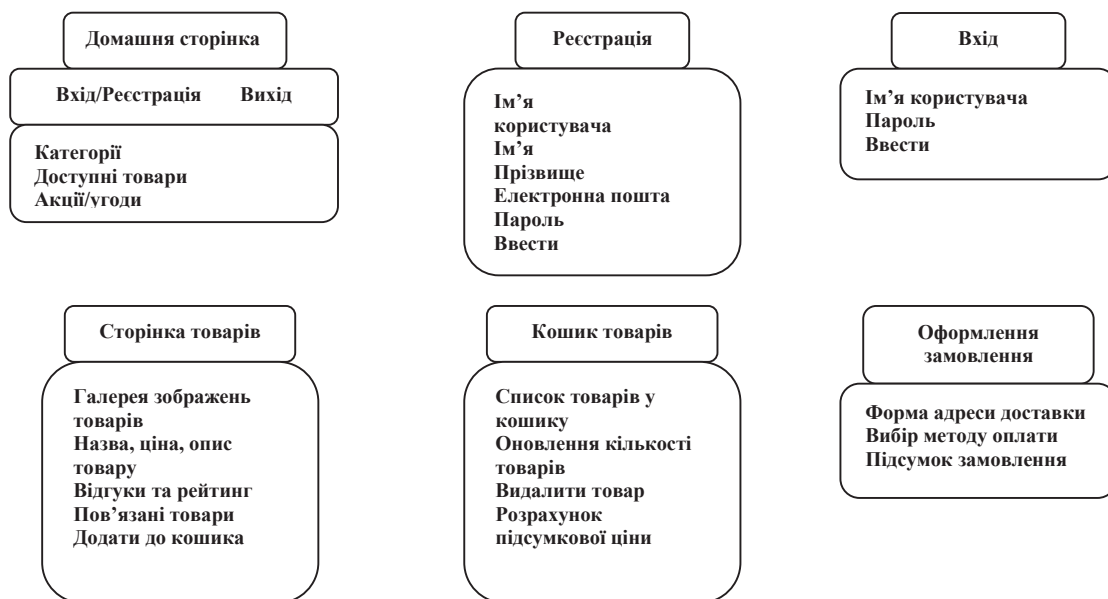 Домашня сторінка
Вхід/Реєстрація Вихід
Категорії
Доступні товари
Акції/угоди
Реєстрація
Ім’я
користувача
Ім’я
Прізвище
Електронна пошта
Пароль
Ввести
Вхід
Ім’я користувача
Пароль
Ввести
Сторінка товарів
Галерея зображень
товарів
Назва, ціна, опис
товару
Відгуки та рейтинг
Пов’язані товари
Додати до кошика
Кошик товарів
Список товарів у
кошику
Оновлення кількості
товарів
Видалити товар
Розрахунок
підсумкової ціни
Оформлення
замовлення
Форма адреси доставки
Вибір методу оплати
Підсумок замовлення